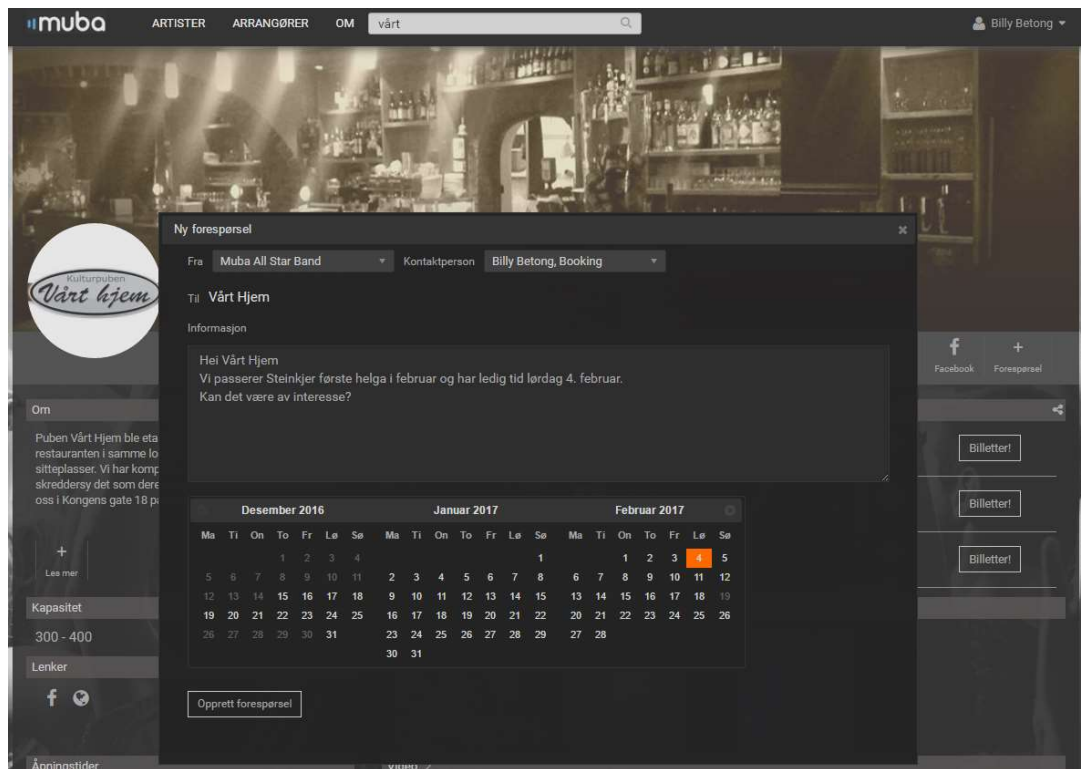 muba ARTISTER ARRANGØRER OM vårt Billy Betong
Kulturpuben
Vårt hjem
Ny forespørsel
Fra Muba All Star Band Kontaktperson Billy Betong, Booking
Til Vårt Hjem
Informasjon
Hei Vårt Hjem
Vi passerer Steinkjer første helga i februar og har ledig tid lørdag 4. februar.
Kan det være av interesse?
Facebook Forespørsel
Om
Puben Vårt Hjem ble eta
restauranten i samme lo
sitteplasser. Vi har komp
skreddersy det som dere
oss i Kongens gate 18 på
Les mer
Kapasitet
300 - 400
Lenker
Åpningstider
Billetter!
Billetter!
Billetter!
Desember 2016 Januar 2017 Februar 2017
Ma Ti On To Fr Lø Sø Ma Ti On To Fr Lø Sø Ma Ti On To Fr Lø Sø
1 2 3 4 1 1 2 3 4 5
5 6 7 8 9 10 11 2 3 4 5 6 7 8 6 7 8 9 10 11 12
12 13 14 15 16 17 18 9 10 11 12 13 14 15 13 14 15 16 17 18 19
19 20 21 22 23 24 25 16 17 18 19 20 21 22 20 21 22 23 24 25 26
26 27 28 29 30 31 23 24 25 26 27 28 29 27 28
30 31
Opprett forespørsel